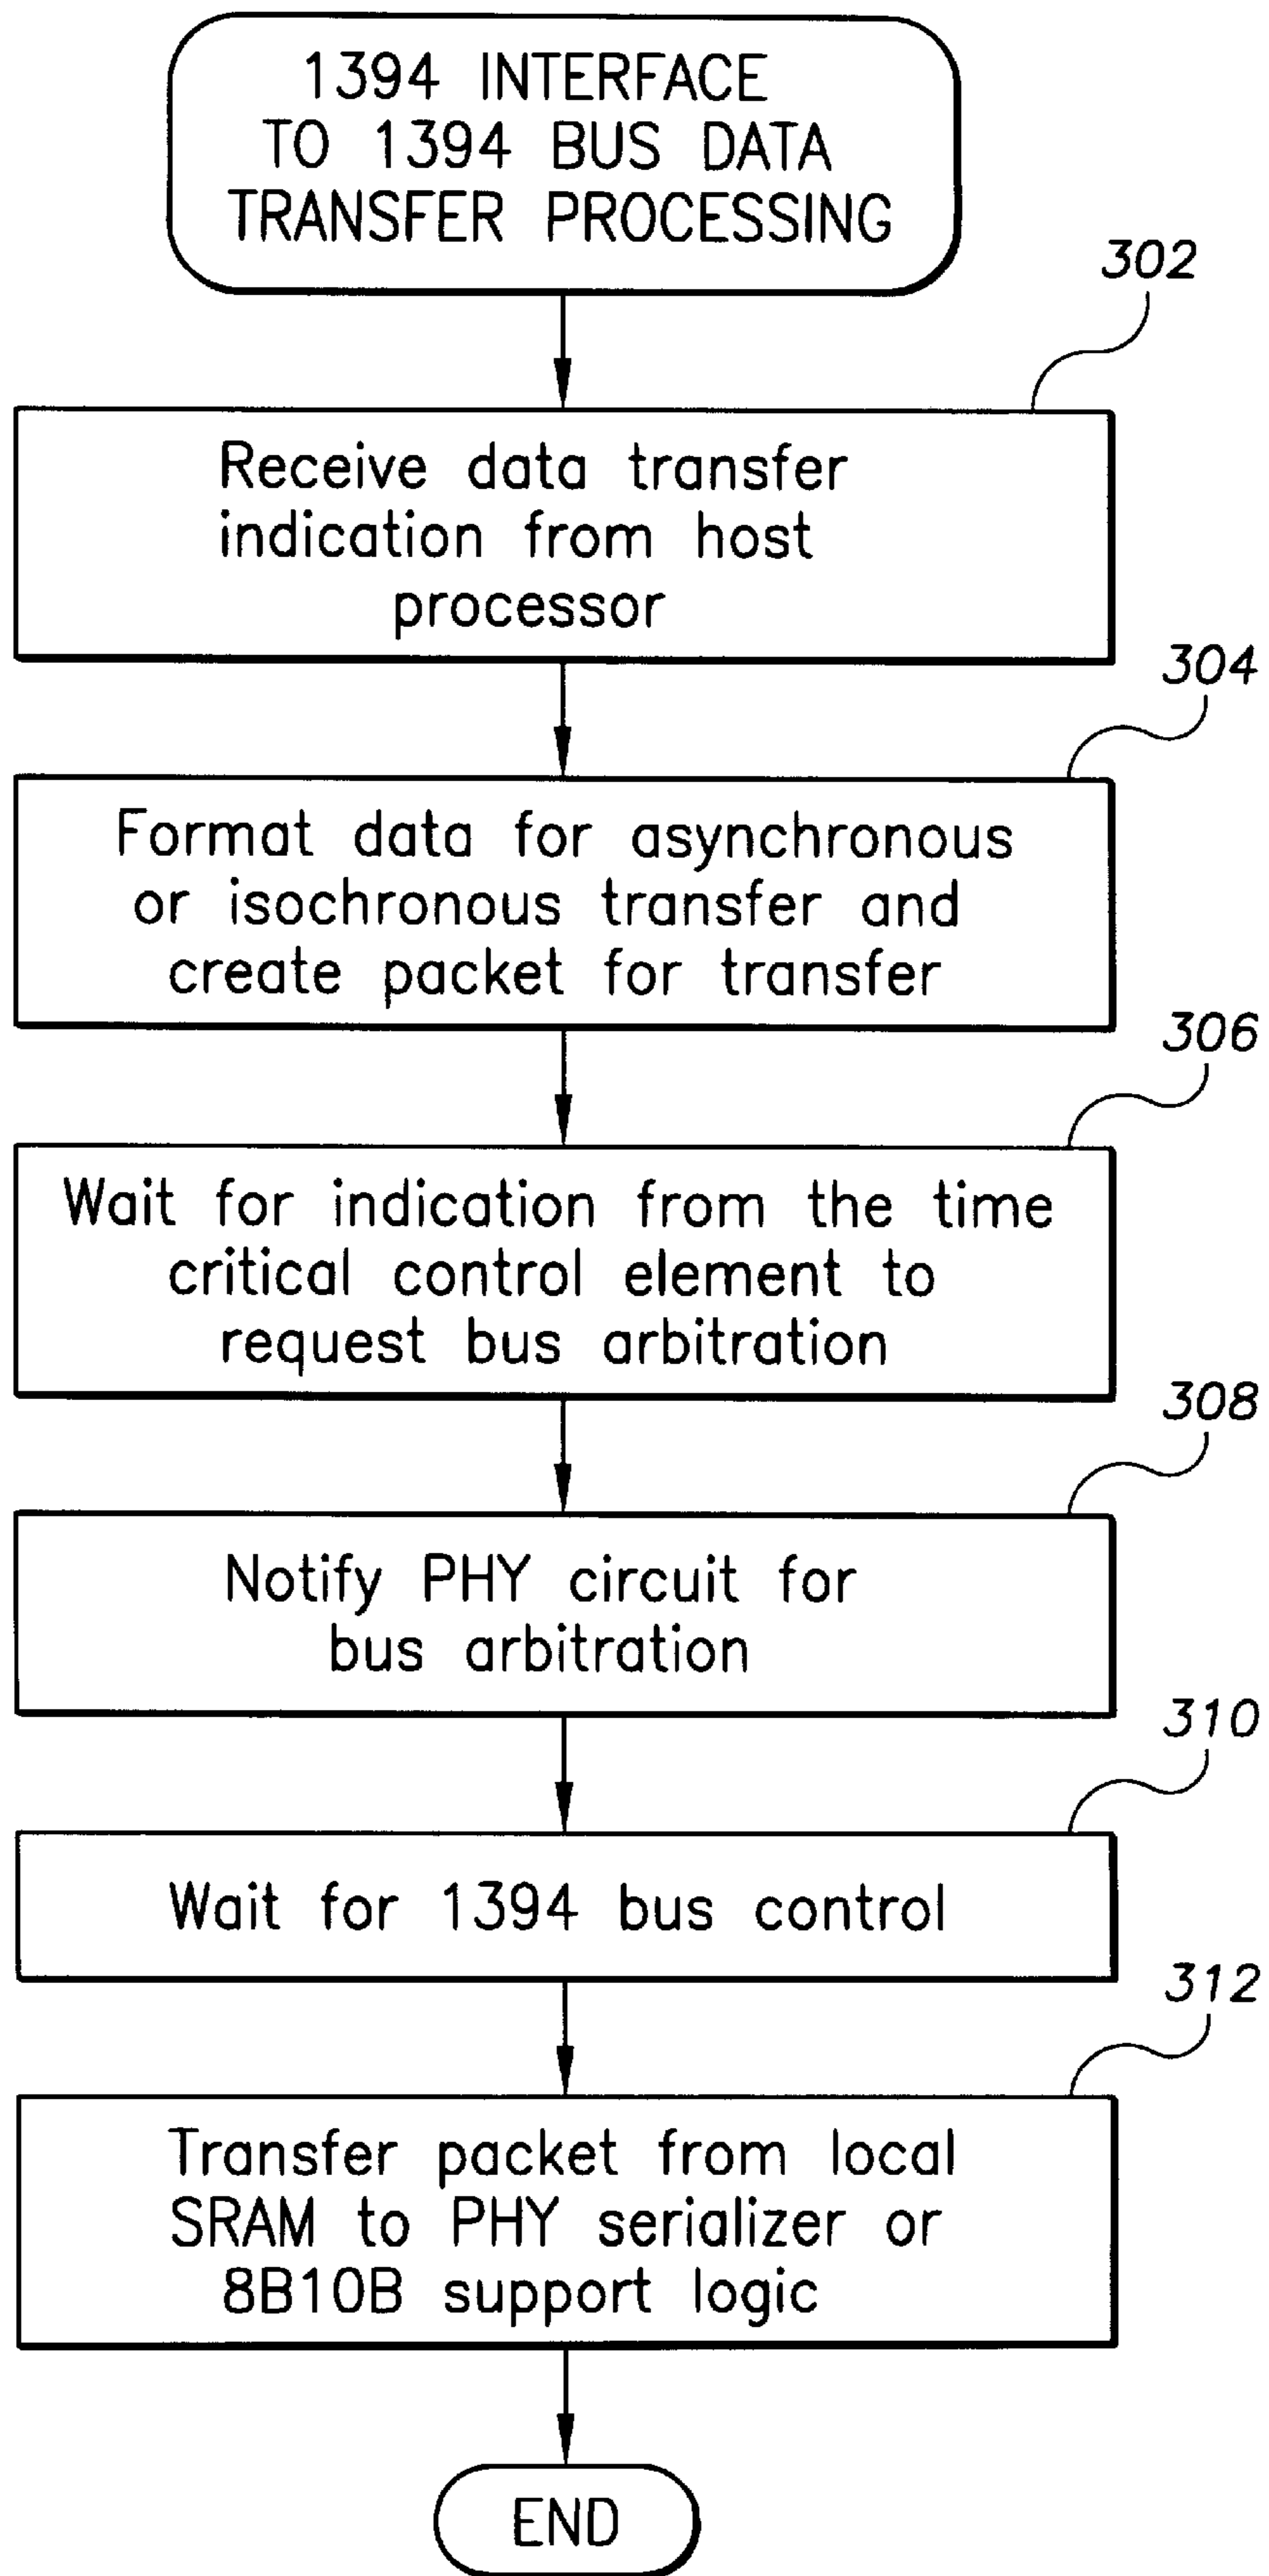 1394 INTERFACE
TO 1394 BUS DATA
TRANSFER PROCESSING
302
Receive data transfer
indication from host
processor
304
Format data for asynchronous
or isochronous transfer and
create packet for transfer
306
Wait for indication from the time
critical control element to
request bus arbitration
308
Notify PHY circuit for
bus arbitration
310
Wait for 1394 bus control
312
Transfer packet from local
SRAM to PHY serializer or
8B10B support logic
END